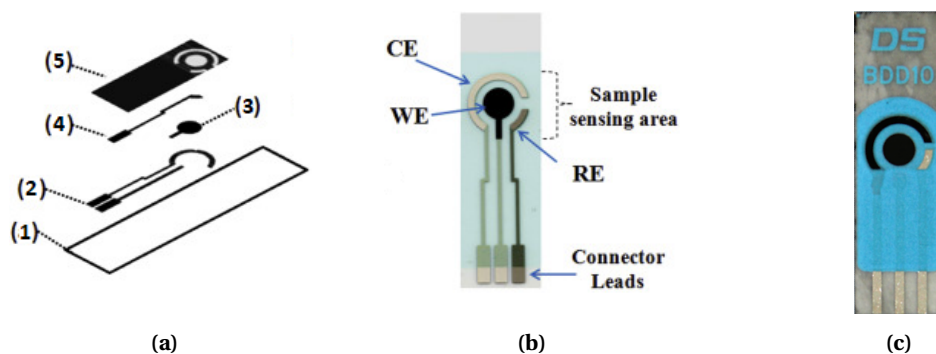 (5)
(4)
(3)
(2)
(1)
(a)
CE
WE
Sample
sensing area
RE
Connector
Leads
(b)
DS
BDD10
(c)